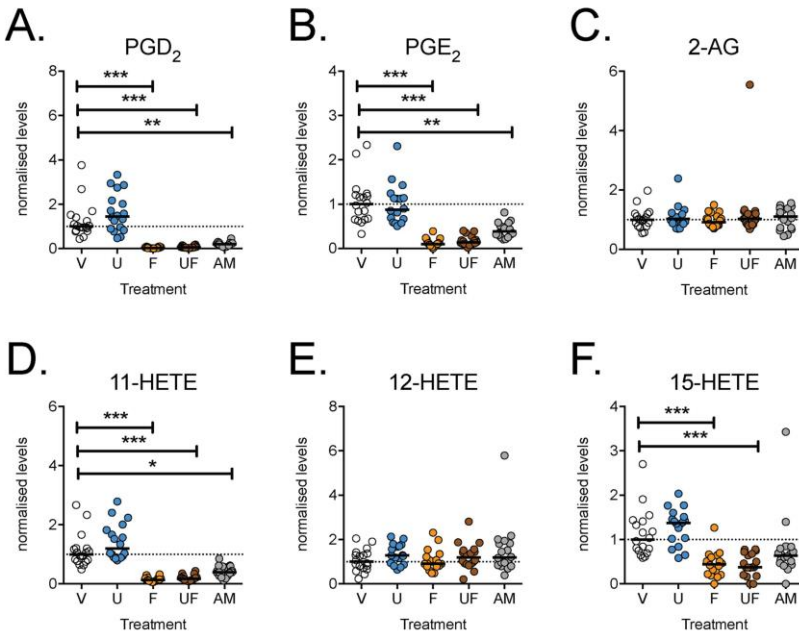 A.
PGD2
normalised levels
8
6
4
2
0
***
***
**
V U F UF AM
Treatment
B.
PGE2
normalised levels
4
3
2
1
0
***
***
**
V U F UF AM
Treatment
C.
2-AG
normalised levels
6
4
2
0
V U F UF AM
Treatment
D.
11-HETE
normalised levels
6
4
2
0
***
***
*
V U F UF AM
Treatment
E.
12-HETE
normalised levels
8
6
4
2
0
V U F UF AM
Treatment
F.
15-HETE
normalised levels
4
3
2
1
0
***
***
V U F UF AM
Treatment